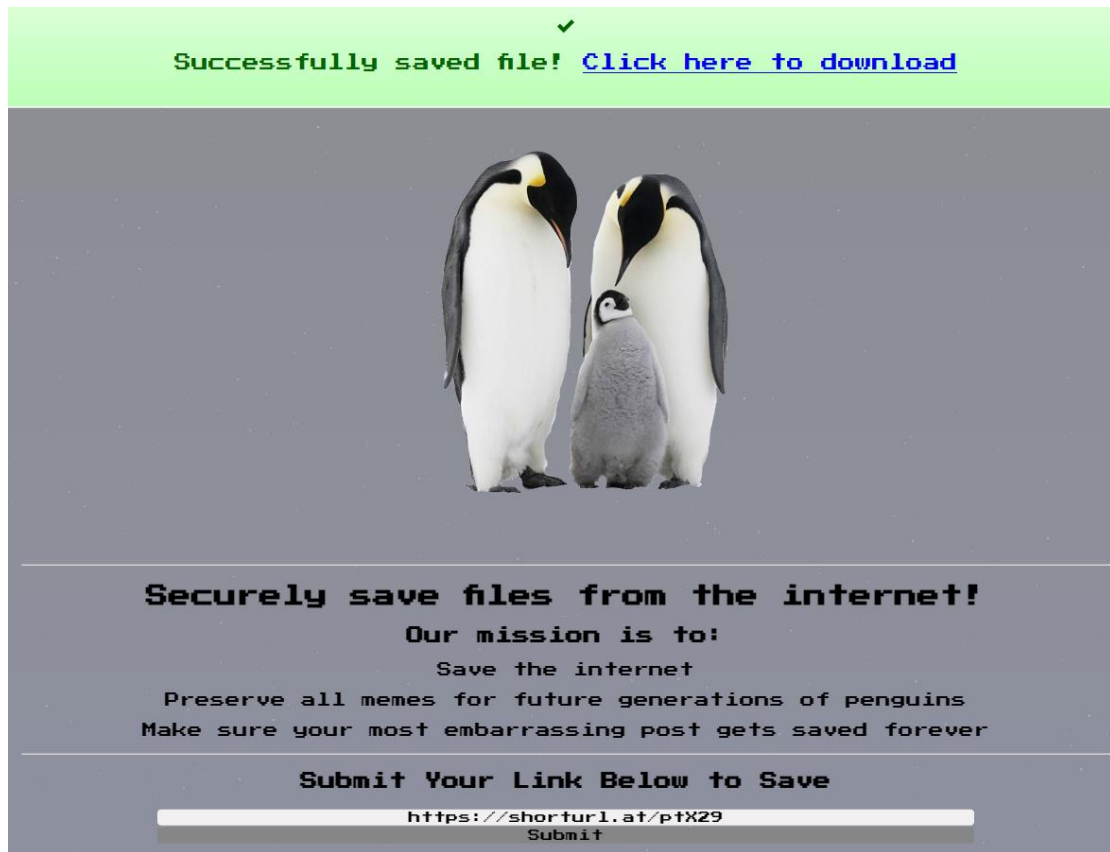 ✓
Successfully saved file! Click here to download
Securely save files from the internet!
Our mission is to:
Save the internet
Preserve all memes for future generations of penguins
Make sure your most embarrassing post gets saved forever
Submit Your Link Below to Save
https://shorturl.at/ptX29
Submit